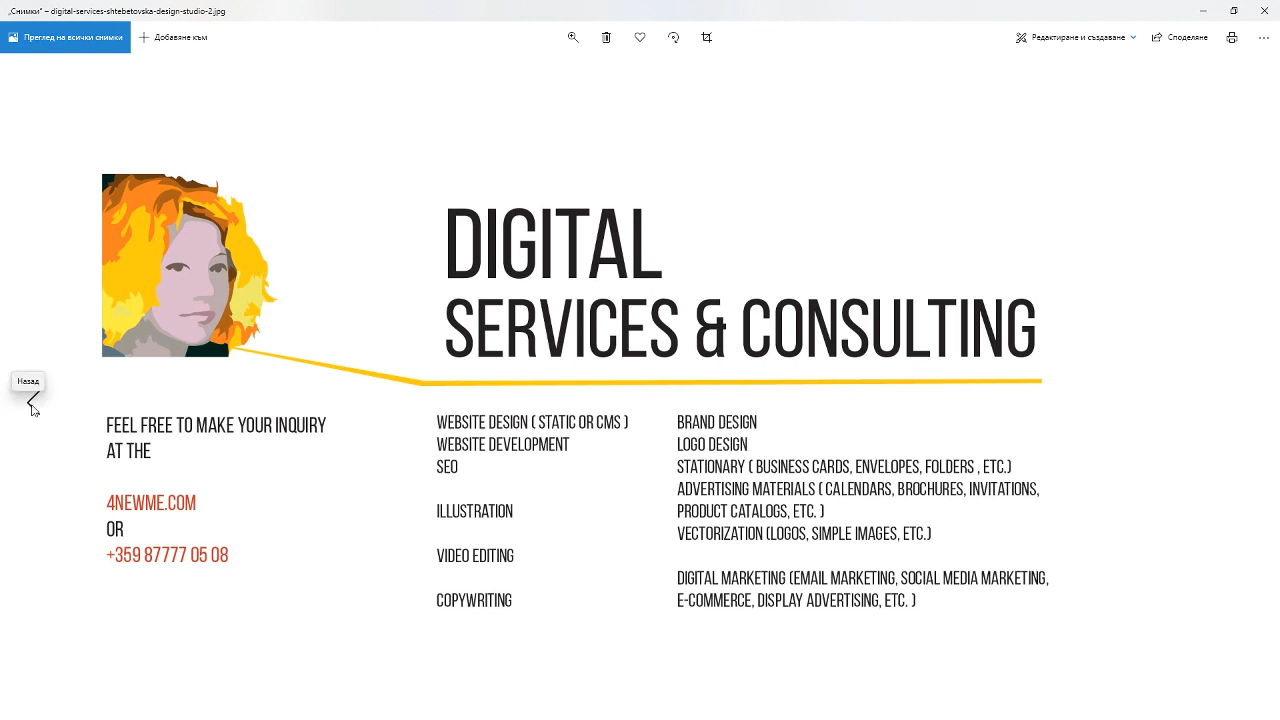 „Снимки“ – digital-services-shtebetovska-design-studio-2.jpg
Преглед на всички снимки
Добавяне към
Редактиране и създаване
Споделяне
DIGITAL
SERVICES & CONSULTING
Назад
FEEL FREE TO MAKE YOUR INQUIRY
AT THE
4NEWME.COM
OR
+359 87777 05 08
WEBSITE DESIGN ( STATIC OR CMS )
WEBSITE DEVELOPMENT
SEO
ILLUSTRATION
VIDEO EDITING
COPYWRITING
BRAND DESIGN
LOGO DESIGN
STATIONARY ( BUSINESS CARDS, ENVELOPES, FOLDERS , ETC.)
ADVERTISING MATERIALS ( CALENDARS, BROCHURES, INVITATIONS,
PRODUCT CATALOGS, ETC. )
VECTORIZATION (LOGOS, SIMPLE IMAGES, ETC.)
DIGITAL MARKETING (EMAIL MARKETING, SOCIAL MEDIA MARKETING,
E-COMMERCE, DISPLAY ADVERTISING, ETC. )